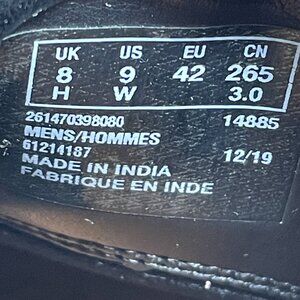 UK US EU CN
8 9 42 265
H W 3.0
261470398080 14885
MENS/HOMMES
61214187 12/19
MADE IN INDIA
FABRIQUE EN INDE